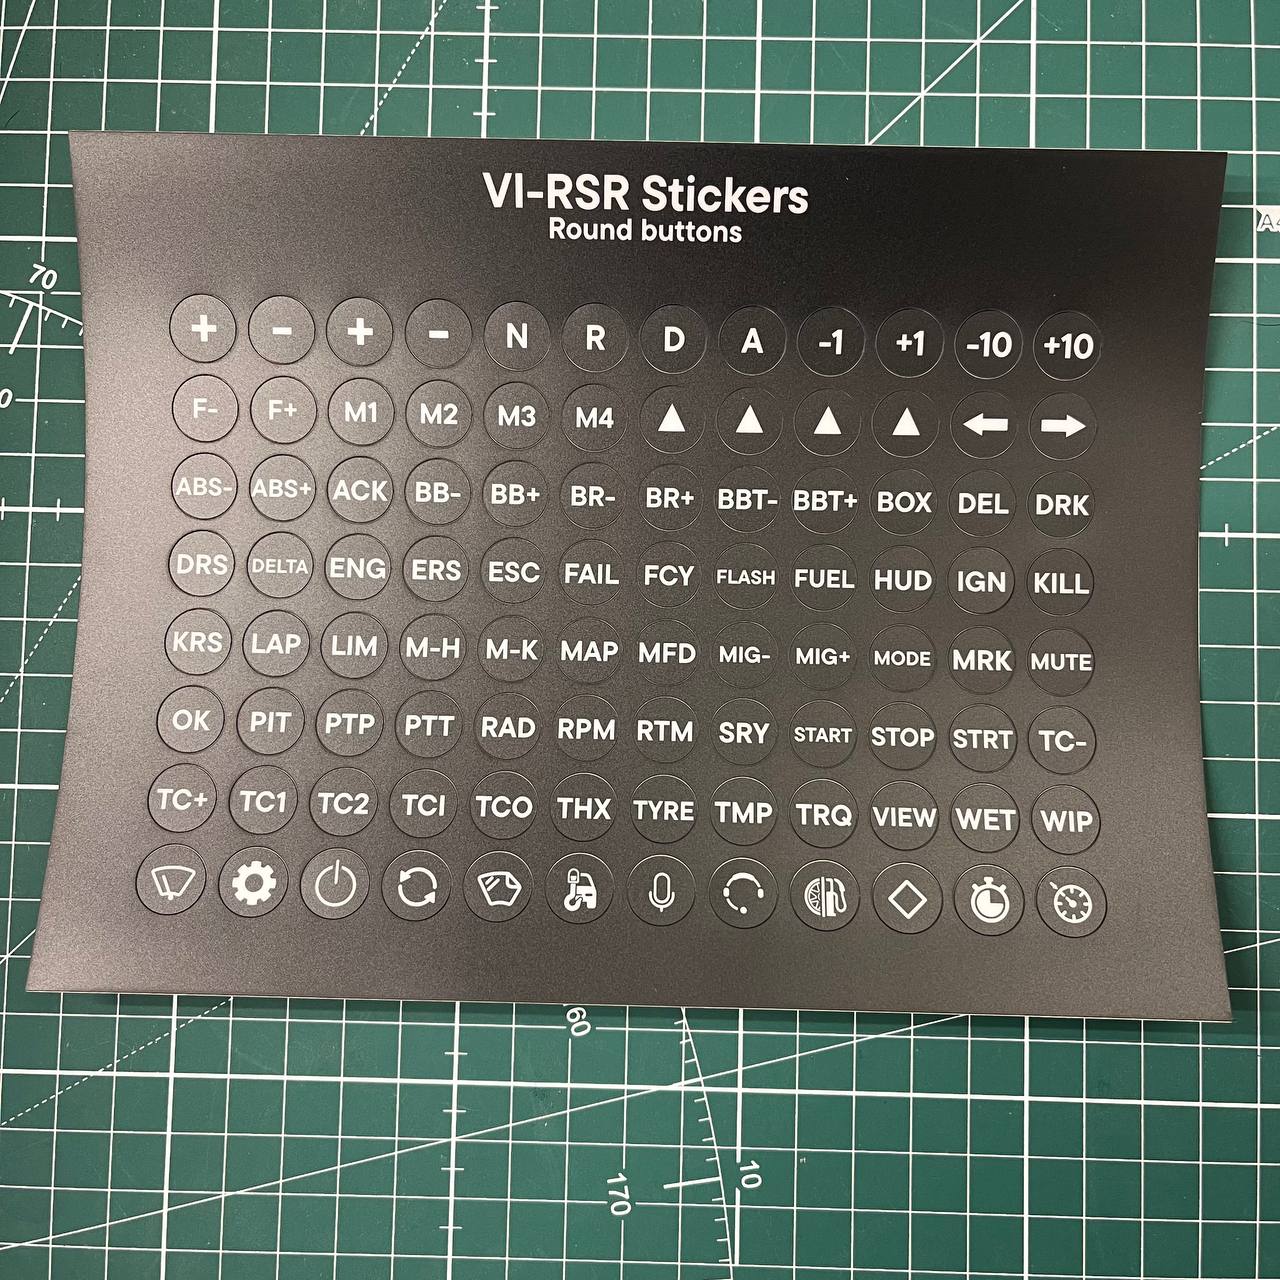 VI-RSR Stickers
Round buttons
+ - + - N R D A -1 +1 -10 +10
F- F+ M1 M2 M3 M4
ABS- ABS+ ACK BB- BB+ BR- BR+ BBT- BBT+ BOX DEL DRK
DRS DELTA ENG ERS ESC FAIL FCY FLASH FUEL HUD IGN KILL
KRS LAP LIM M-H M-K MAP MFD MIG- MIG+ MODE MRK MUTE
OK PIT PTP PTT RAD RPM RTM SRY START STOP STRT TC-
TC+ TC1 TC2 TCI TCO THX TYRE TMP TRQ VIEW WET WIP
70
0
60
170
10